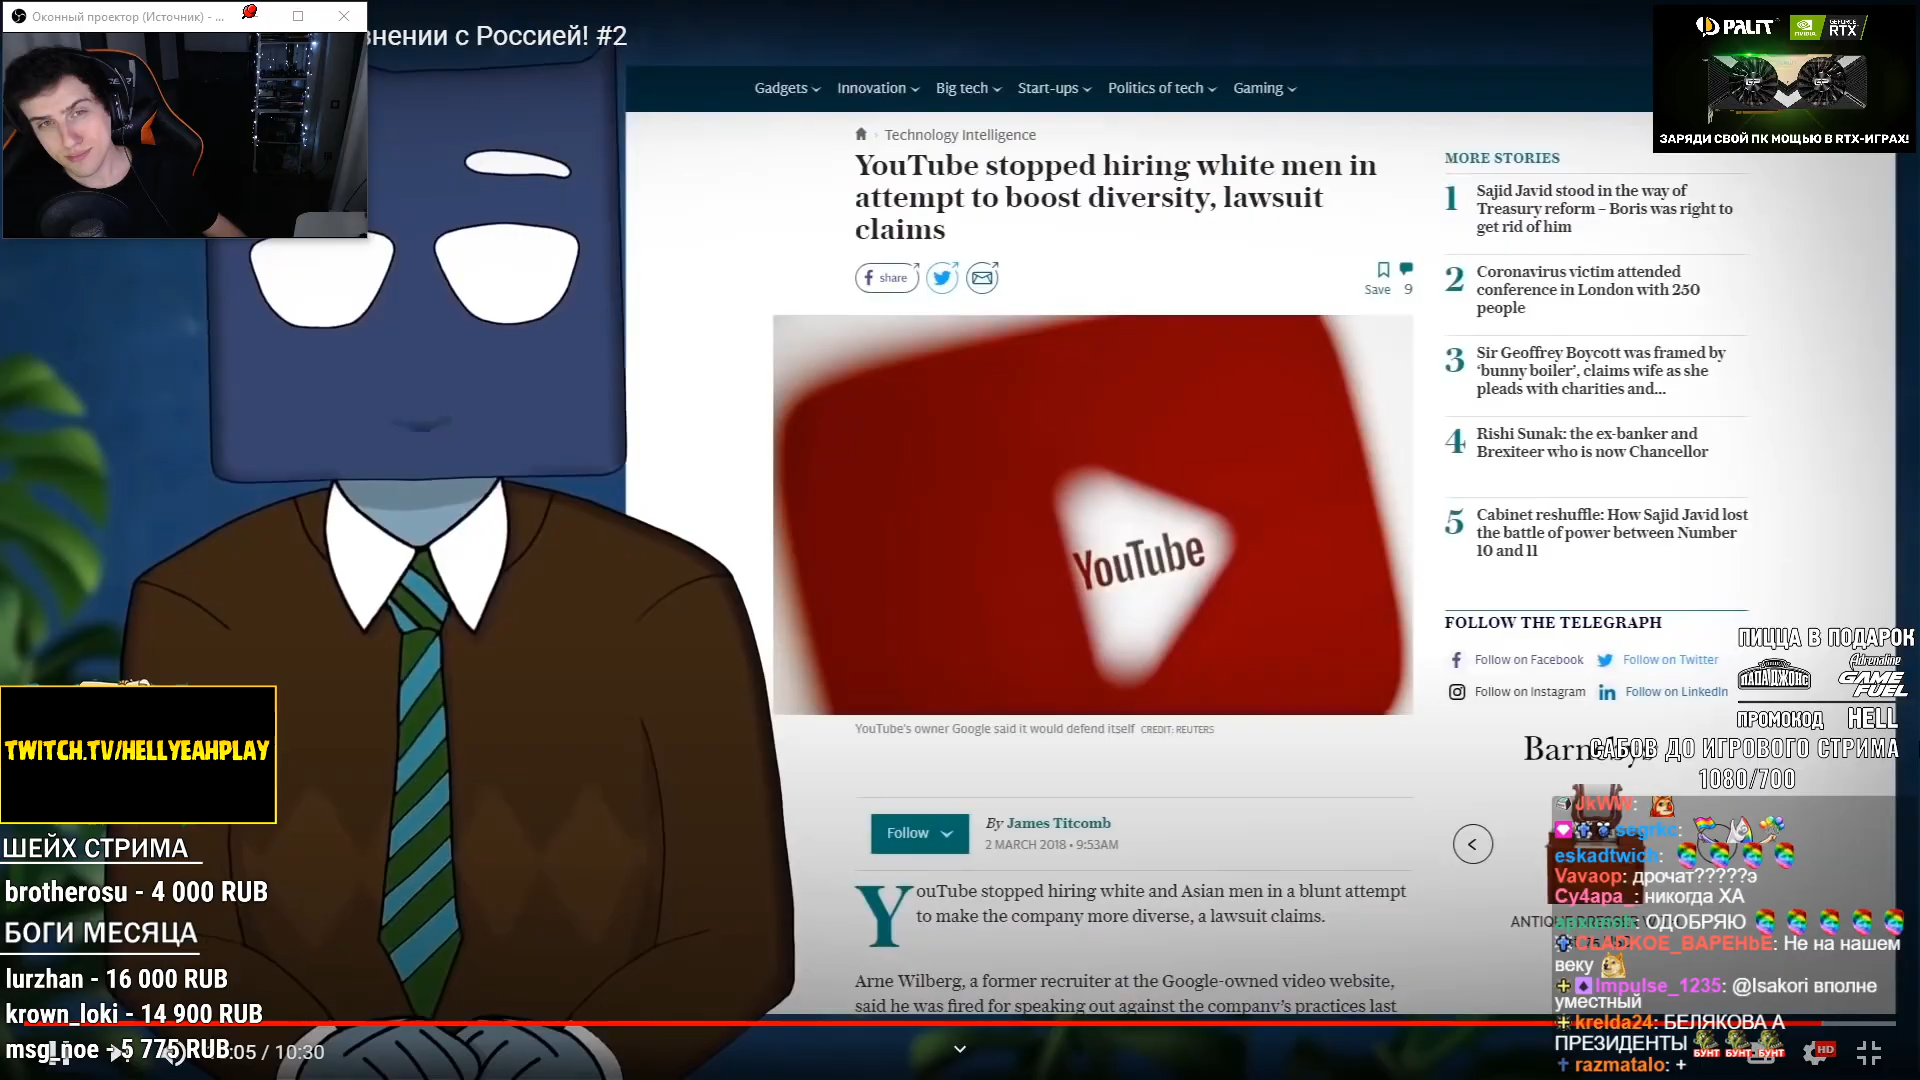 Оконный проектор (Источник) - ...
внении с Россией! #2
PALIT
NVIDIA
GEFORCE
RTX
ЗАРЯДИ СВОЙ ПК МОЩЬЮ В RTX-ИГРАХ!
Gadgets
Innovation
Big tech
Start-ups
Politics of tech
Gaming
Technology Intelligence
YouTube stopped hiring white men in
attempt to boost diversity, lawsuit
claims
share
Save 9
YouTube
YouTube's owner Google said it would defend itself CREDIT: REUTERS
Follow
By James Titcomb
2 MARCH 2018 • 9:53AM
YouTube stopped hiring white and Asian men in a blunt attempt
to make the company more diverse, a lawsuit claims.
Arne Wilberg, a former recruiter at the Google-owned video website,
said he was fired for speaking out against the company's practices last
MORE STORIES
1 Sajid Javid stood in the way of
Treasury reform – Boris was right to
get rid of him
2 Coronavirus victim attended
conference in London with 250
people
3 Sir Geoffrey Boycott was framed by
'bunny boiler', claims wife as she
pleads with charities and...
4 Rishi Sunak: the ex-banker and
Brexiteer who is now Chancellor
5 Cabinet reshuffle: How Sajid Javid lost
the battle of power between Number
10 and 11
FOLLOW THE TELEGRAPH
Follow on Facebook
Follow on Twitter
Follow on Instagram
Follow on LinkedIn
ПИЦЦА В ПОДАРОК
ПАПА ДЖОНС
Adrenaline
GAME
FUEL
ПРОМОКОД HELL
САБОВ ДО ИГРОВОГО СТРИМА
1080/700
JkWW:
segrkc:
eskadtwich:
Vavaop: дрочат?????э
Cy4apa_: никогда ХА
ОДОБРЯЮ
CLADKOE_BAPEHbE: Не на нашем
веку
Impulse_1235: @Isakori вполне
уместный
krelda24: БЕЛЯКОВА А
ПРЕЗИДЕНТЫ БУНТ БУНТ БУНТ
razmatalo: +
TWITCH.TV/HELLYEAHPLAY
ШЕЙХ СТРИМА
brotherosu - 4 000 RUB
БОГИ МЕСЯЦА
lurzhan - 16 000 RUB
krown_loki - 14 900 RUB
5 775 RUB
:05 / 10:30
HD